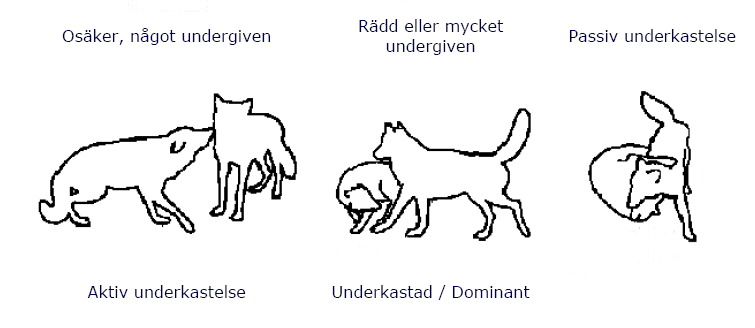 Osäker, något undergiven
Rädd eller mycket
undergiven
Passiv underkastelse
Aktiv underkastelse
Underkastad / Dominant